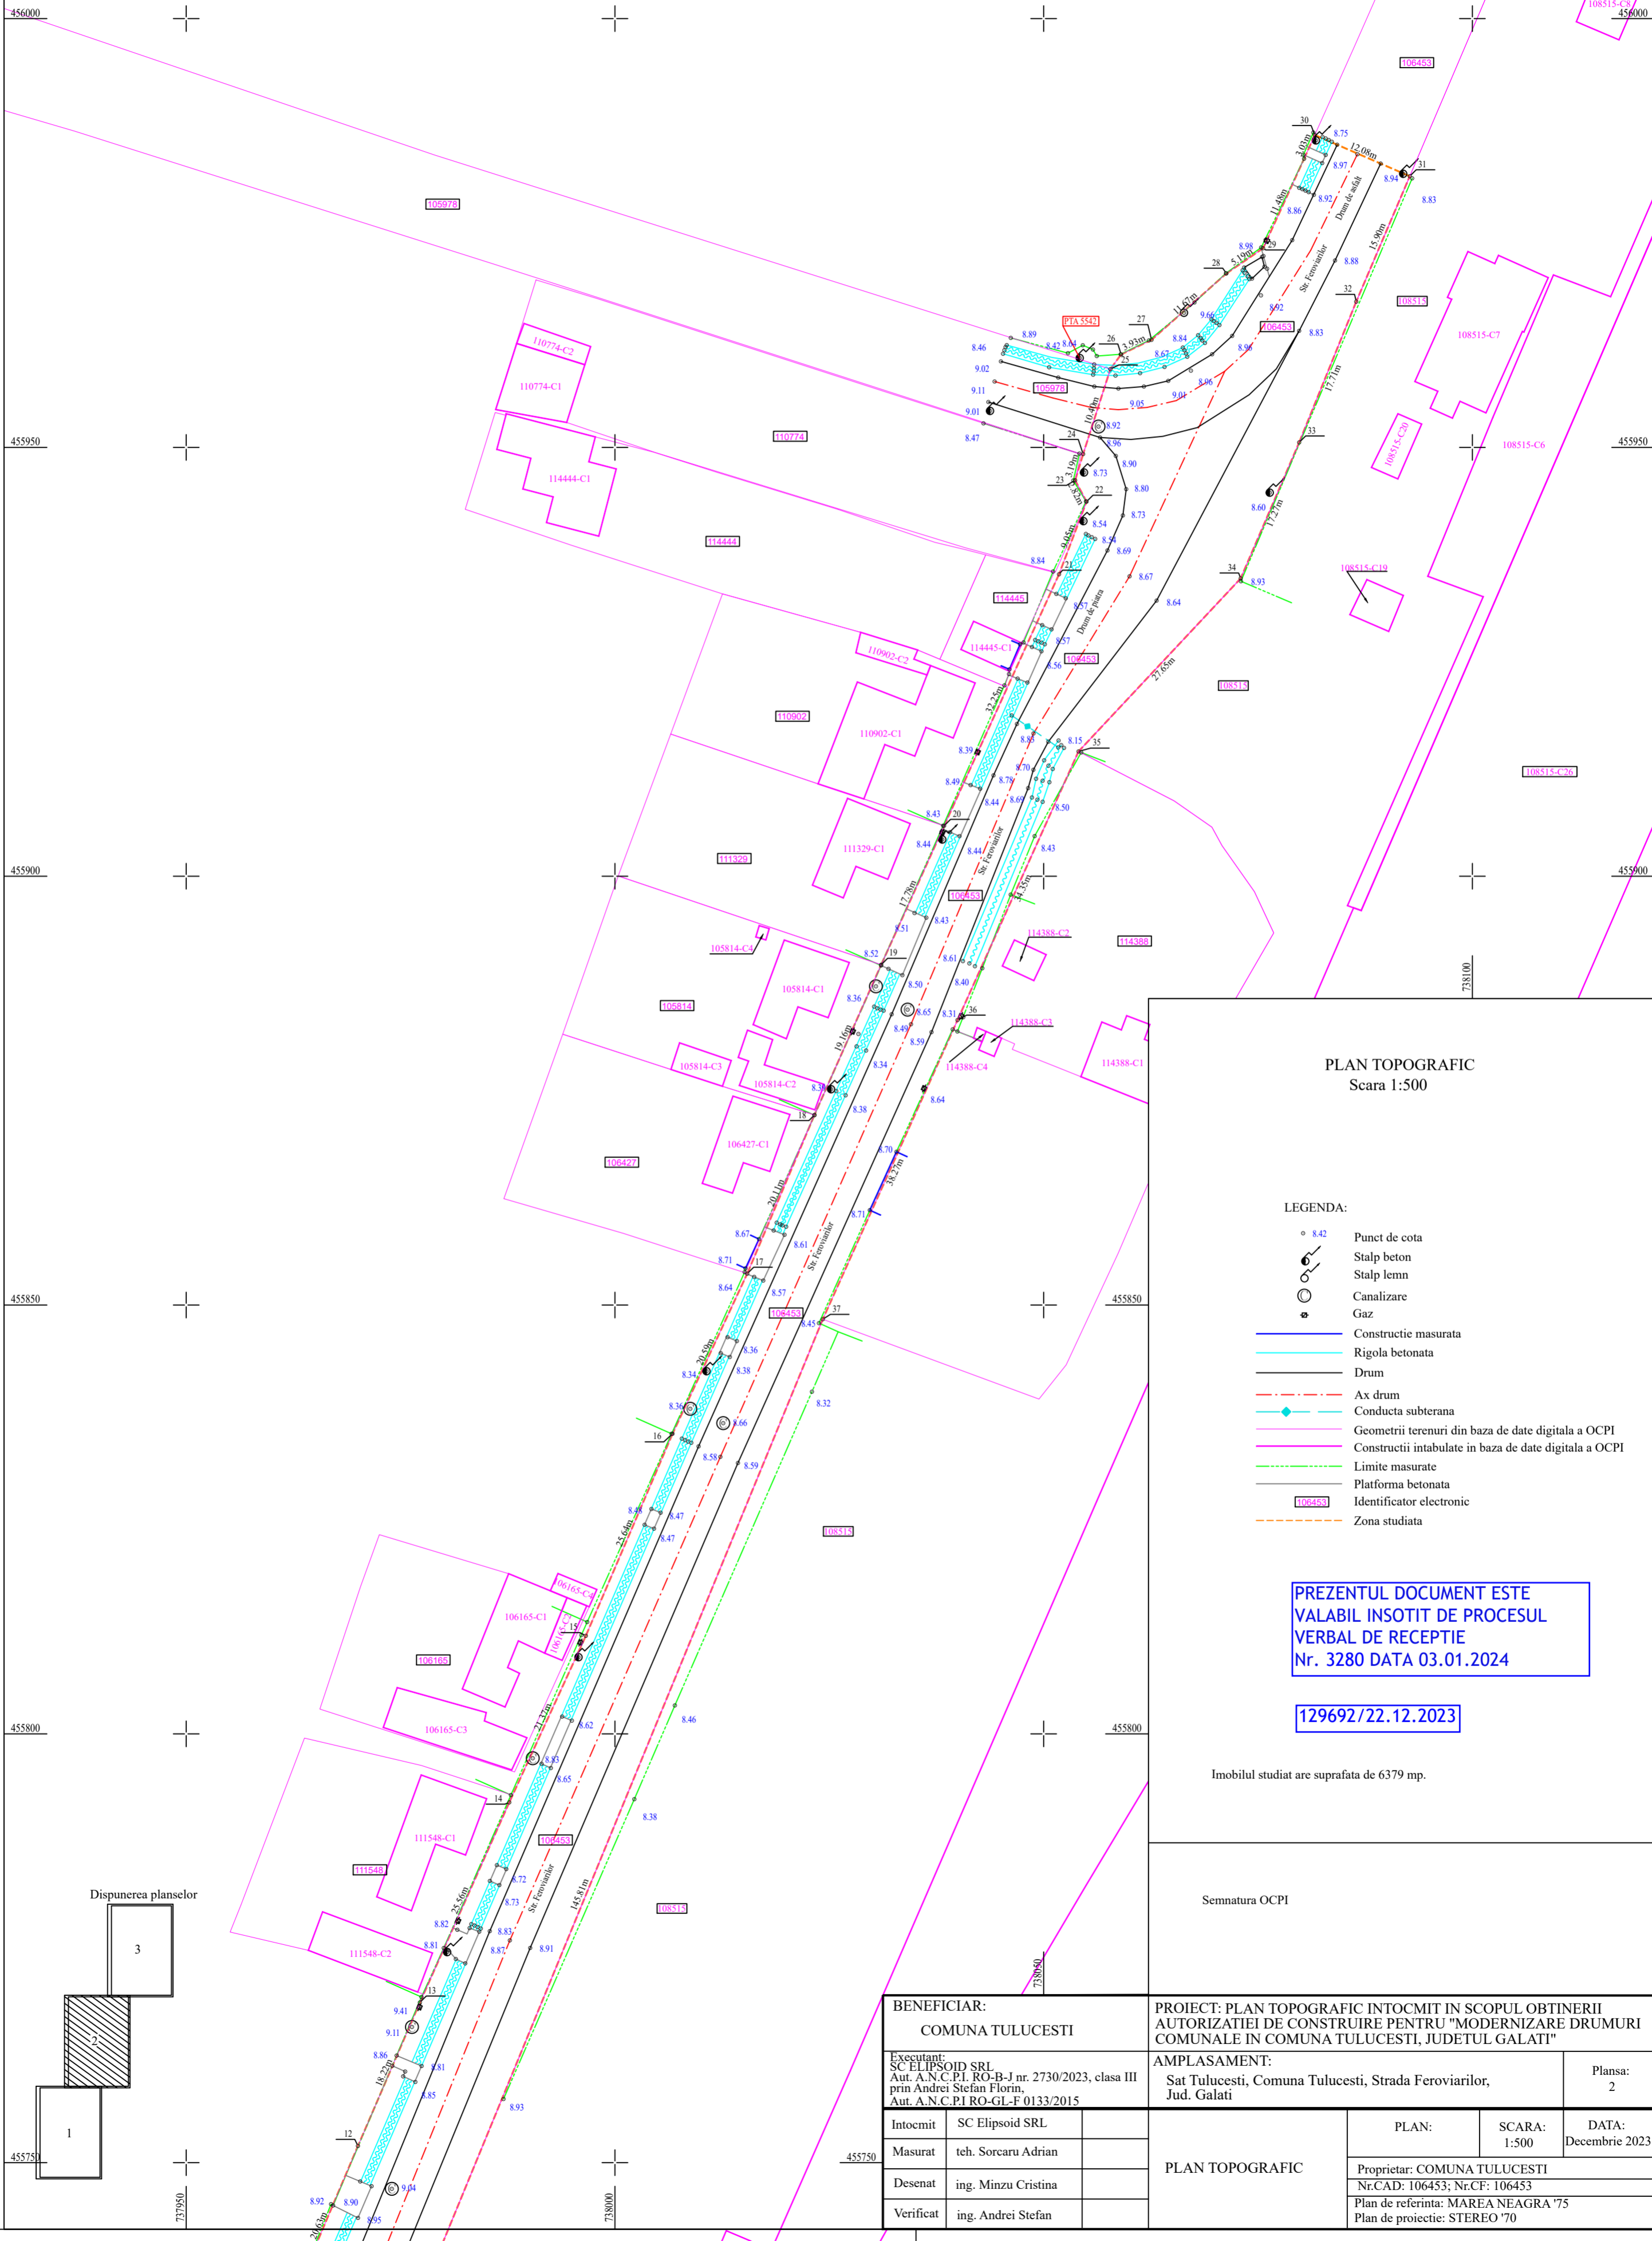 456000
456000
108515-C8
106453
30
8.75
3.03m
12.08m
31
8.97
8.94
Drum de asfalt
8.83
8.92
11.48m
8.86
15.90m
105978
8.98
29
5.19m
28
Str. Feroviarilor
8.88
32
108515
11.67m
9.66
8.92
106453
8.83
108515-C7
PTA 5542
27
8.89
8.42
8.64
26
3.93m
8.84
8.96
8.46
8.67
25
9.02
110774-C2
17.71m
110774-C1
9.11
105978
8.96
9.01
9.05
9.01
10.40m
8.92
8.47
110774
24
8.96
33
108515-C20
108515-C6
455950
455950
3.19m
8.90
8.73
23
114444-C1
22
8.80
8.60
17.27m
8.73
8.54
9.05m
114444
8.54
8.69
8.84
21
8.67
34
8.93
108515-C19
114445
8.57
8.64
Drum de piatra
8.57
114445-C1
110902-C2
8.56
106453
27.65m
108515
32.25m
110902
110902-C1
8.83
8.15
35
8.39
8.70
8.78
108515-C26
8.49
8.69
8.44
8.50
8.43
20
8.44
8.44
Str. Feroviarilor
8.43
111329-C1
111329
455900
455900
17.78m
106453
34.35m
8.51
8.43
105814-C4
114388-C2
114388
8.52
19
8.61
738100
105814-C1
8.50
8.40
8.36
105814
8.65
8.31
36
8.49
114388-C3
19.16m
8.59
105814-C3
8.34
114388-C4
114388-C1
105814-C2
8.38
8.38
8.64
18
106427-C1
106427
8.70
38.27m
20.11m
8.71
8.67
8.61
Str. Feroviarilor
8.71
17
8.64
8.57
455850
106453
37
8.45
8.36
20.59m
8.38
8.34
8.32
8.36
8.66
16
8.58
8.59
8.48
8.47
25.64m
8.47
108515
106165-C4
106165-C1
15
106165
8.46
8.62
21.37m
106165-C3
455800
455800
8.83
8.65
14
8.38
111548-C1
106453
111548
8.72
Str. Feroviarilor
145.81m
25.56m
8.73
108515
8.82
8.83
8.81
8.87
8.91
111548-C2
13
9.41
9.11
8.86
8.81
18.22m
8.85
8.93
12
455750
455750
9.04
8.92
8.90
8.95
20.63m
737950
738000
738050
Dispunerea planselor
3
2
1
PLAN TOPOGRAFIC
Scara 1:500
LEGENDA:
8.42 Punct de cota
Stalp beton
Stalp lemn
Canalizare
Gaz
Constructie masurata
Rigola betonata
Drum
Ax drum
Conducta subterana
Geometrii terenuri din baza de date digitala a OCPI
Constructii intabulate in baza de date digitala a OCPI
Limite masurate
Platforma betonata
106453 Identificator electronic
Zona studiata
PREZENTUL DOCUMENT ESTE
VALABIL INSOTIT DE PROCESUL
VERBAL DE RECEPTIE
Nr. 3280 DATA 03.01.2024
129692/22.12.2023
Imobilul studiat are suprafata de 6379 mp.
Semnatura OCPI
BENEFICIAR:
COMUNA TULUCESTI
PROIECT: PLAN TOPOGRAFIC INTOCMIT IN SCOPUL OBTINERII
AUTORIZATIEI DE CONSTRUIRE PENTRU "MODERNIZARE DRUMURI
COMUNALE IN COMUNA TULUCESTI, JUDETUL GALATI"
Executant:
SC ELIPSOID SRL
Aut. A.N.C.P.I. RO-B-J nr. 2730/2023, clasa III
prin Andrei Stefan Florin,
Aut. A.N.C.P.I RO-GL-F 0133/2015
AMPLASAMENT:
Sat Tulucesti, Comuna Tulucesti, Strada Feroviarilor,
Jud. Galati
Plansa:
2
Intocmit SC Elipsoid SRL
Masurat teh. Sorcaru Adrian
Desenat ing. Minzu Cristina
Verificat ing. Andrei Stefan
PLAN TOPOGRAFIC
PLAN:
SCARA:
1:500
DATA:
Decembrie 2023
Proprietar: COMUNA TULUCESTI
Nr.CAD: 106453; Nr.CF: 106453
Plan de referinta: MAREA NEAGRA '75
Plan de proiectie: STEREO '70